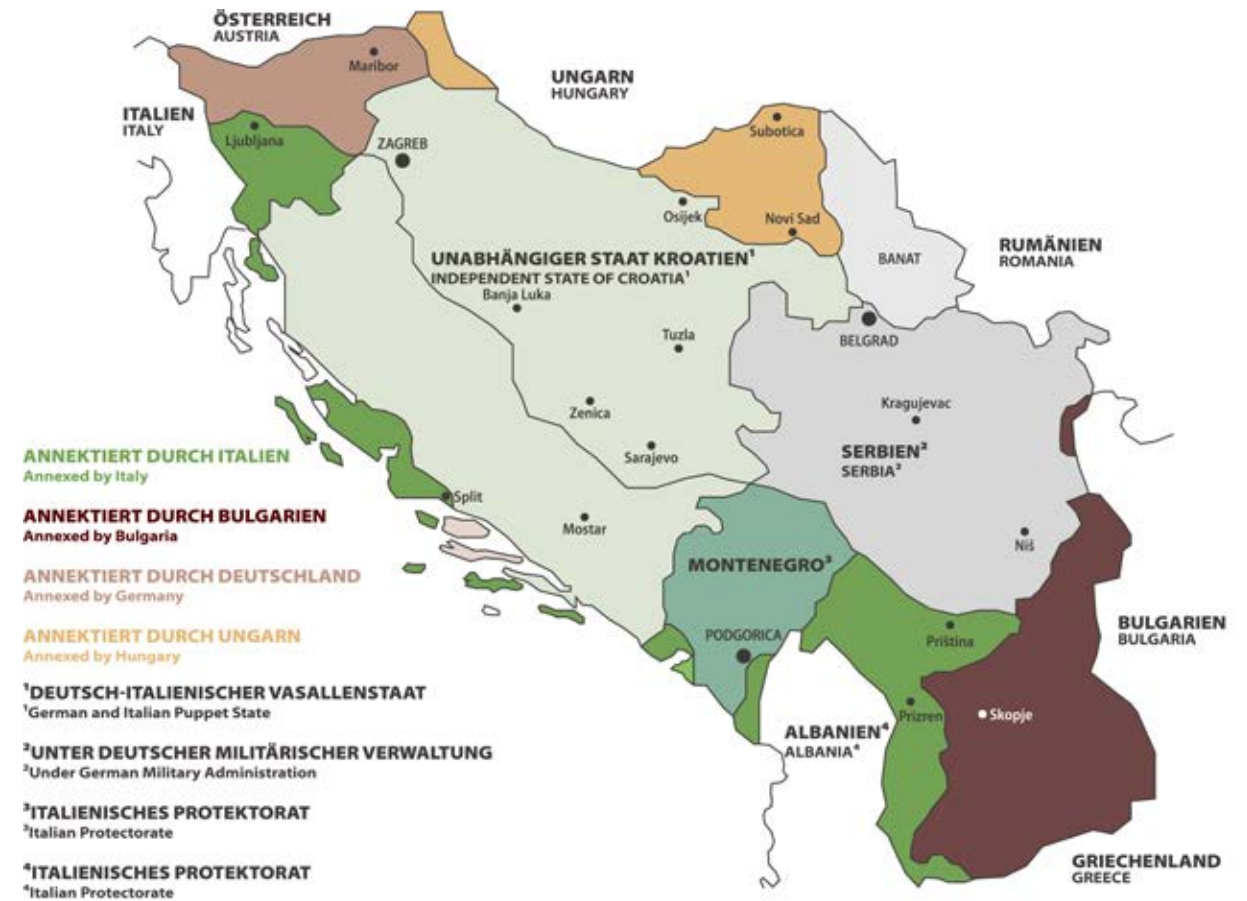 ÖSTERREICH
AUSTRIA
Maribor
UNGARN
HUNGARY
ITALIEN
ITALY
Ljubljana
ZAGREB
Subotica
Osijek
Novi Sad
UNABHÄNGIGER STAAT KROATIEN¹
INDEPENDENT STATE OF CROATIA¹
BANAT
RUMÄNIEN
ROMANIA
Banja Luka
Tuzla
BELGRAD
Zenica
Kragujevac
Sarajevo
SERBIEN²
SERBIA²
Split
Mostar
Niš
MONTENEGRO³
PODGORICA
Priština
BULGARIEN
BULGARIA
Prizren
Skopje
ALBANIEN⁴
ALBANIA⁴
GRIECHENLAND
GREECE
ANNEKTIERT DURCH ITALIEN
Annexed by Italy
ANNEKTIERT DURCH BULGARIEN
Annexed by Bulgaria
ANNEKTIERT DURCH DEUTSCHLAND
Annexed by Germany
ANNEKTIERT DURCH UNGARN
Annexed by Hungary
¹DEUTSCH-ITALIENISCHER VASALLENSTAAT
¹German and Italian Puppet State
²UNTER DEUTSCHER MILITÄRISCHER VERWALTUNG
²Under German Military Administration
³ITALIENISCHES PROTEKTORAT
³Italian Protectorate
⁴ITALIENISCHES PROTEKTORAT
⁴Italian Protectorate